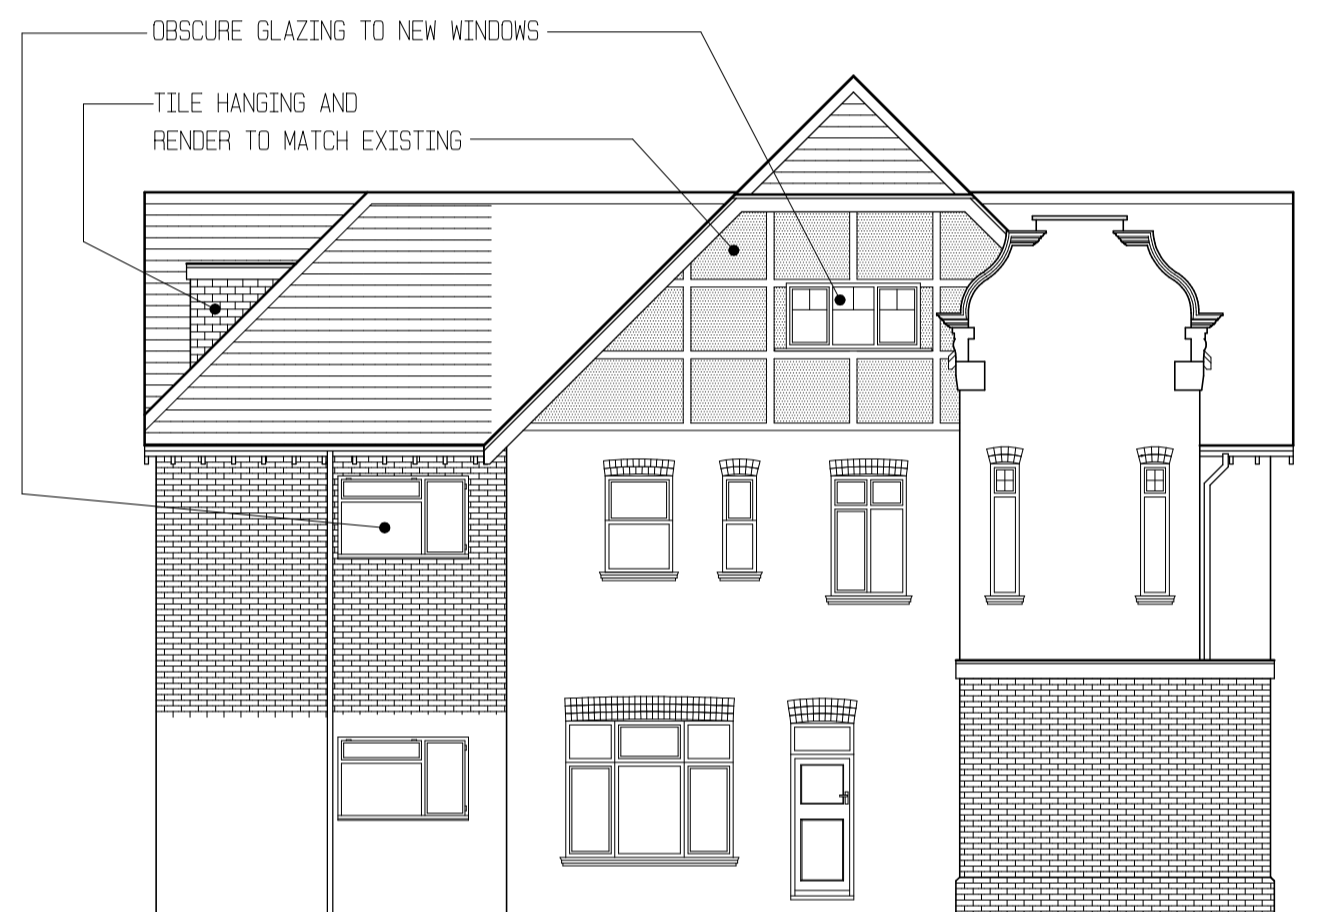 OBSCURE GLAZING TO NEW WINDOWS
TILE HANGING AND
RENDER TO MATCH EXISTING